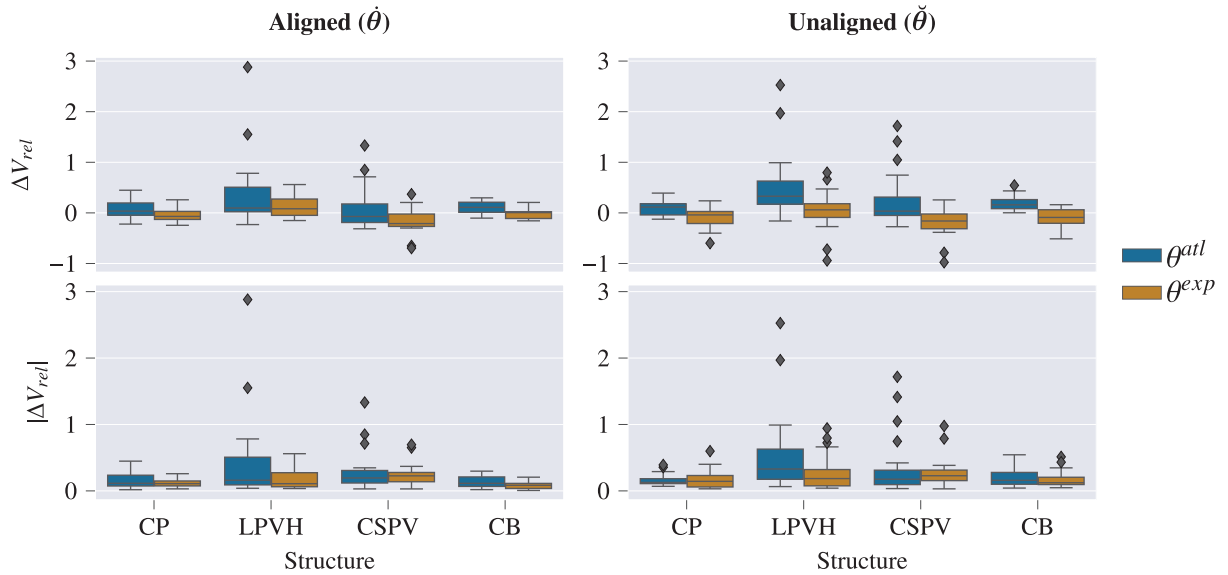 Aligned (θ̇)
Unaligned (θ̆)
3
2
1
0
−1
ΔV_rel
3
2
1
0
−1
θ^atl
θ^exp
3
2
1
0
|ΔV_rel|
3
2
1
0
CP LPVH CSPV CB
Structure
CP LPVH CSPV CB
Structure